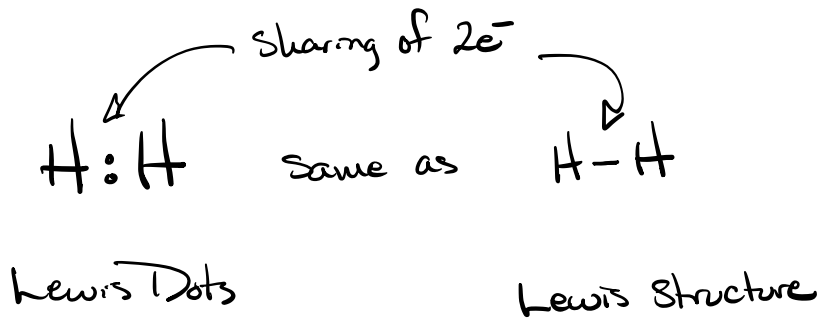 Sharing of 2e⁻
H:H same as H–H
Lewis Dots Lewis Structure